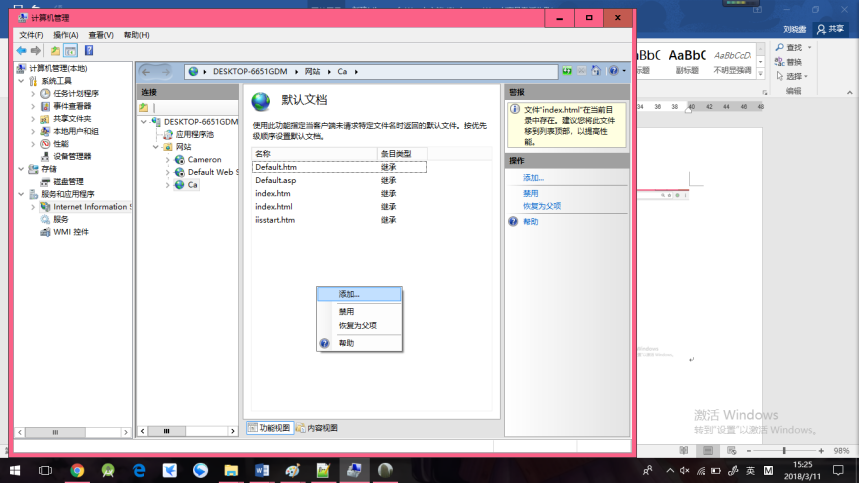 计算机管理
文件(F) 操作(A) 查看(V) 帮助(H)
计算机管理(本地)
系统工具
任务计划程序
事件查看器
共享文件夹
本地用户和组
性能
设备管理器
存储
磁盘管理
服务和应用程序
Internet Information S
服务
WMI 控件
DESKTOP-6651GDM 网站 Ca
连接
DESKTOP-6651GDM
应用程序池
网站
Cameron
Default Web S
Ca
默认文档
使用此功能指定当客户端未请求特定文件名时返回的默认文件。按优先
级顺序设置默认文档。
名称 条目类型
Default.htm 继承
Default.asp 继承
index.htm 继承
index.html 继承
iisstart.htm 继承
添加...
禁用
恢复为父项
帮助
功能视图 内容视图
警报
文件“index.html”在当前目
录中存在。建议您将此文件
移到列表顶部，以提高性
能。
操作
添加...
禁用
恢复为父项
帮助
共享
AaBbC AaBbCcD
标题 副标题 不明显强调
查找
替换
选择
编辑
34 36 38 40 42 44 46 48
激活 Windows
转到"设置"以激活 Windows。
98%
英 M
15:25
2018/3/11